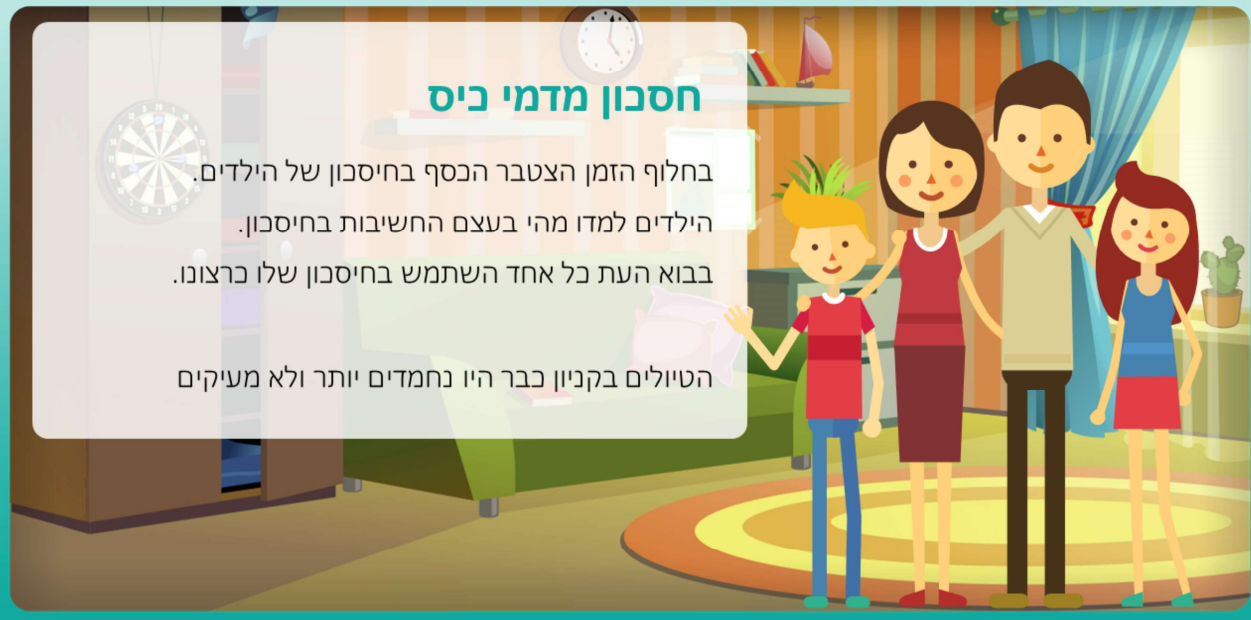 חסכון מדמי כיס
בחלוף הזמן הצטבר הכסף בחיסכון של הילדים.
הילדים למדו מהי בעצם החשיבות בחיסכון.
בבוא העת כל אחד השתמש בחיסכון שלו כרצונו.
הטיולים בקניון כבר היו נחמדים יותר ולא מעיקים